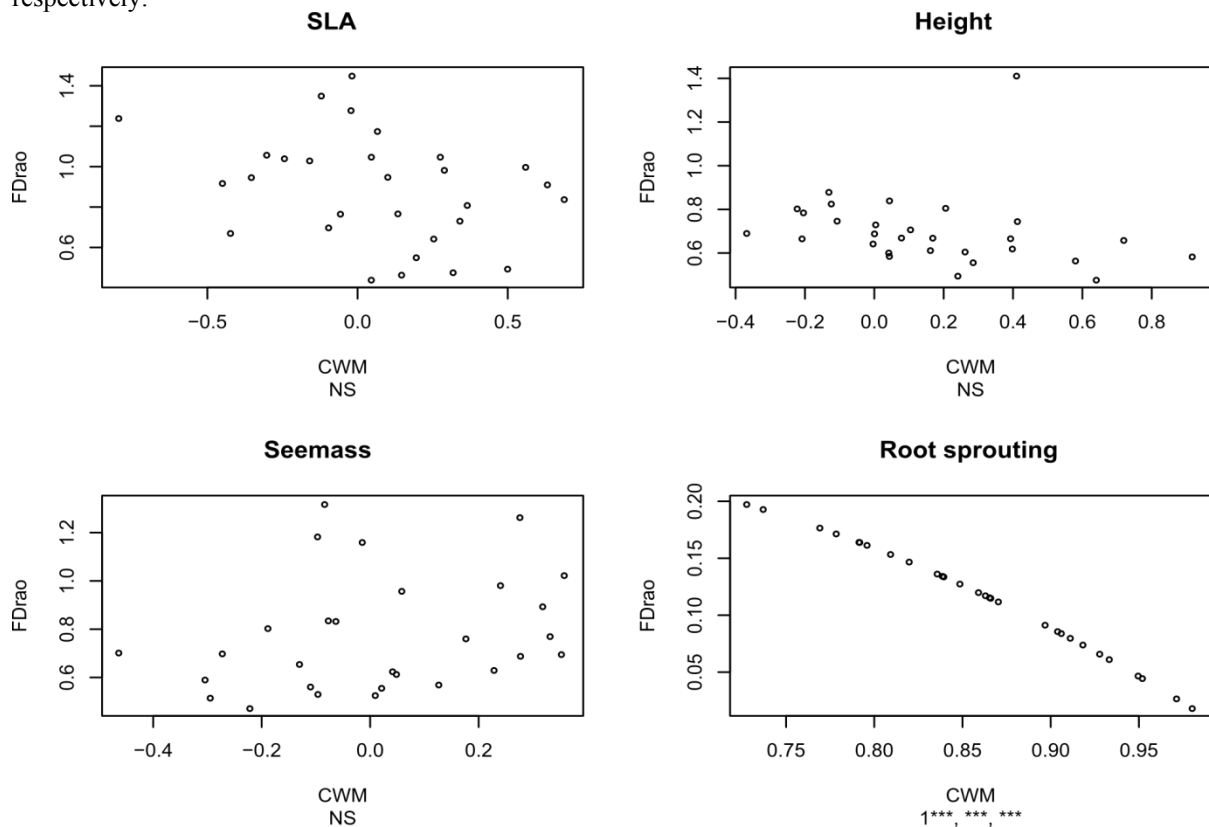 respectively.
SLA
FDrao
0.6 1.0 1.4
−0.5 0.0 0.5
CWM
NS
Height
FDrao
0.6 0.8 1.0 1.2 1.4
−0.4 −0.2 0.0 0.2 0.4 0.6 0.8
CWM
NS
Seemass
FDrao
0.6 0.8 1.0 1.2
−0.4 −0.2 0.0 0.2
CWM
NS
Root sprouting
FDrao
0.05 0.10 0.15 0.20
0.75 0.80 0.85 0.90 0.95
CWM
1***, ***, ***